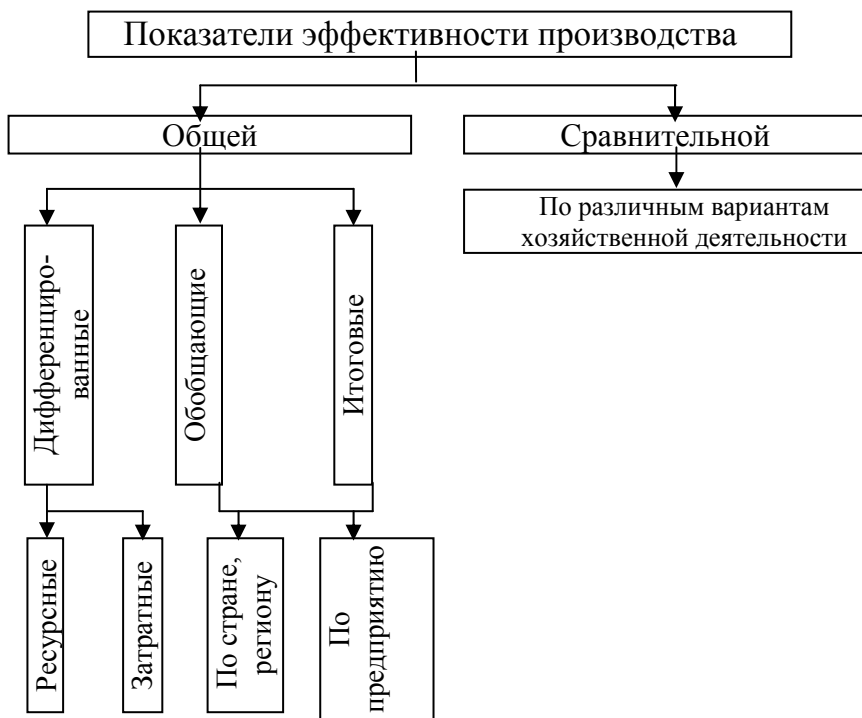 Показатели эффективности производства
Общей
Сравнительной
По различным вариантам
хозяйственной деятельности
Дифференциро-
ванные
Обобщающие
Итоговые
Ресурсные
Затратные
По стране,
региону
По
предприятию